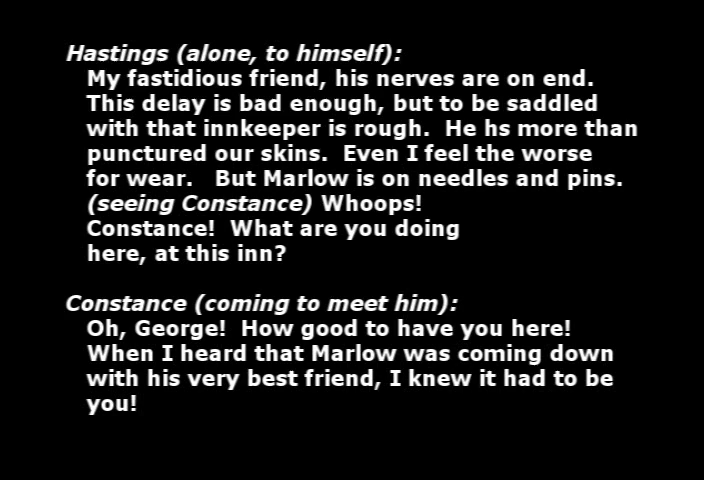 Hastings (alone, to himself):
My fastidious friend, his nerves are on end.
This delay is bad enough, but to be saddled
with that innkeeper is rough.  He hs more than
punctured our skins.  Even I feel the worse
for wear.   But Marlow is on needles and pins.
(seeing Constance) Whoops!
Constance!  What are you doing
here, at this inn?

Constance (coming to meet him):
Oh, George!  How good to have you here!
When I heard that Marlow was coming down
with his very best friend, I knew it had to be
you!